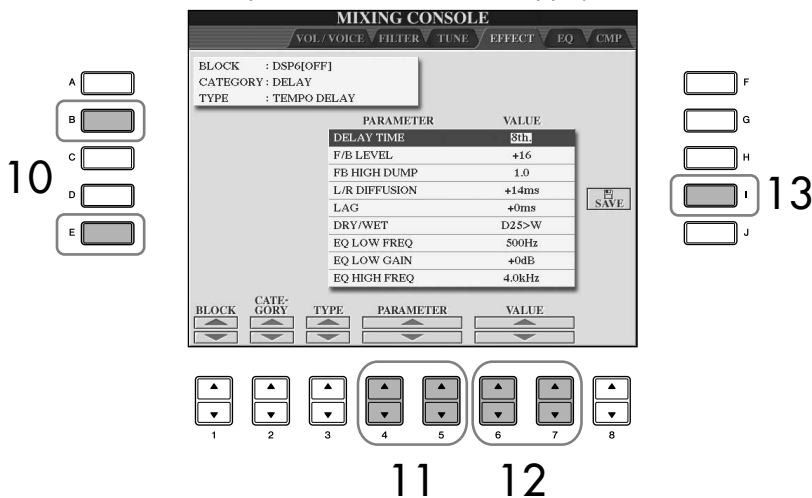 MIXING CONSOLE
VOL/VOICE FILTER TUNE EFFECT EQ CMP
BLOCK : DSP6[OFF]
CATEGORY : DELAY
TYPE : TEMPO DELAY
PARAMETER VALUE
DELAY TIME 8th.
F/B LEVEL +16
FB HIGH DUMP 1.0
L/R DIFFUSION +14ms
LAG +0ms
DRY/WET D25>W
EQ LOW FREQ 500Hz
EQ LOW GAIN +0dB
EQ HIGH FREQ 4.0kHz
SAVE
BLOCK CATE-GORY TYPE PARAMETER VALUE
A
B
C
D
E
10
F
G
H
I
J
13
1 2 3 4 5 6 7 8
11 12